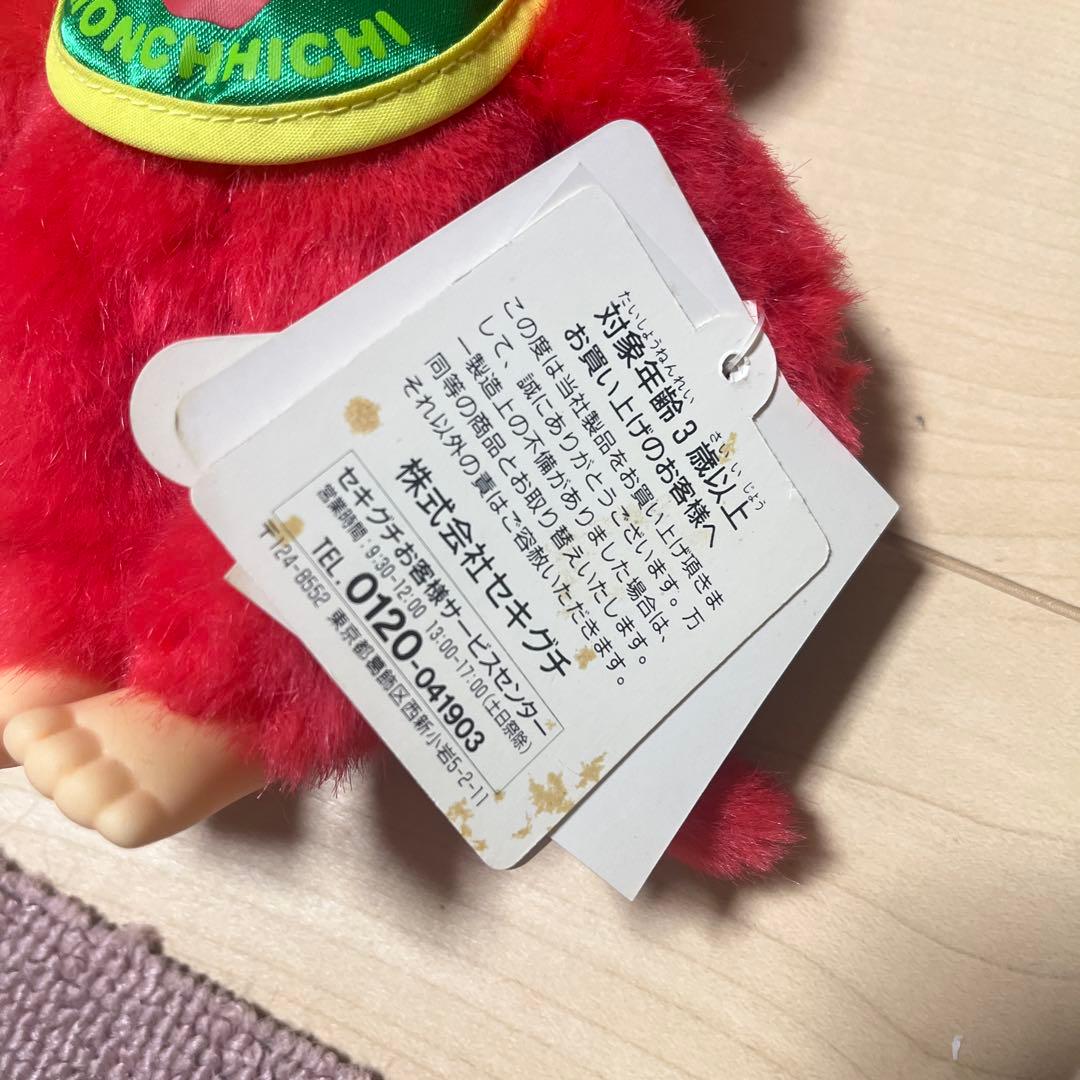 MONCHHICHI
たいしょうねんれい さい いじょう
対象年齢3歳以上
お買い上げのお客様へ
この度は当社製品をお買い上げ頂きま
して、誠にありがとうございます。万
一製造上の不備がありました場合は、
同等の商品とお取り替えいたします。
それ以外の責はご容赦いただきます。
株式会社セキグチ
セキグチお客様サービスセンター
営業時間:9:30-12:00 13:00-17:00(土日祭除)
TEL.0120-041903
〒124-8552 東京都葛飾区西新小岩5-2-11